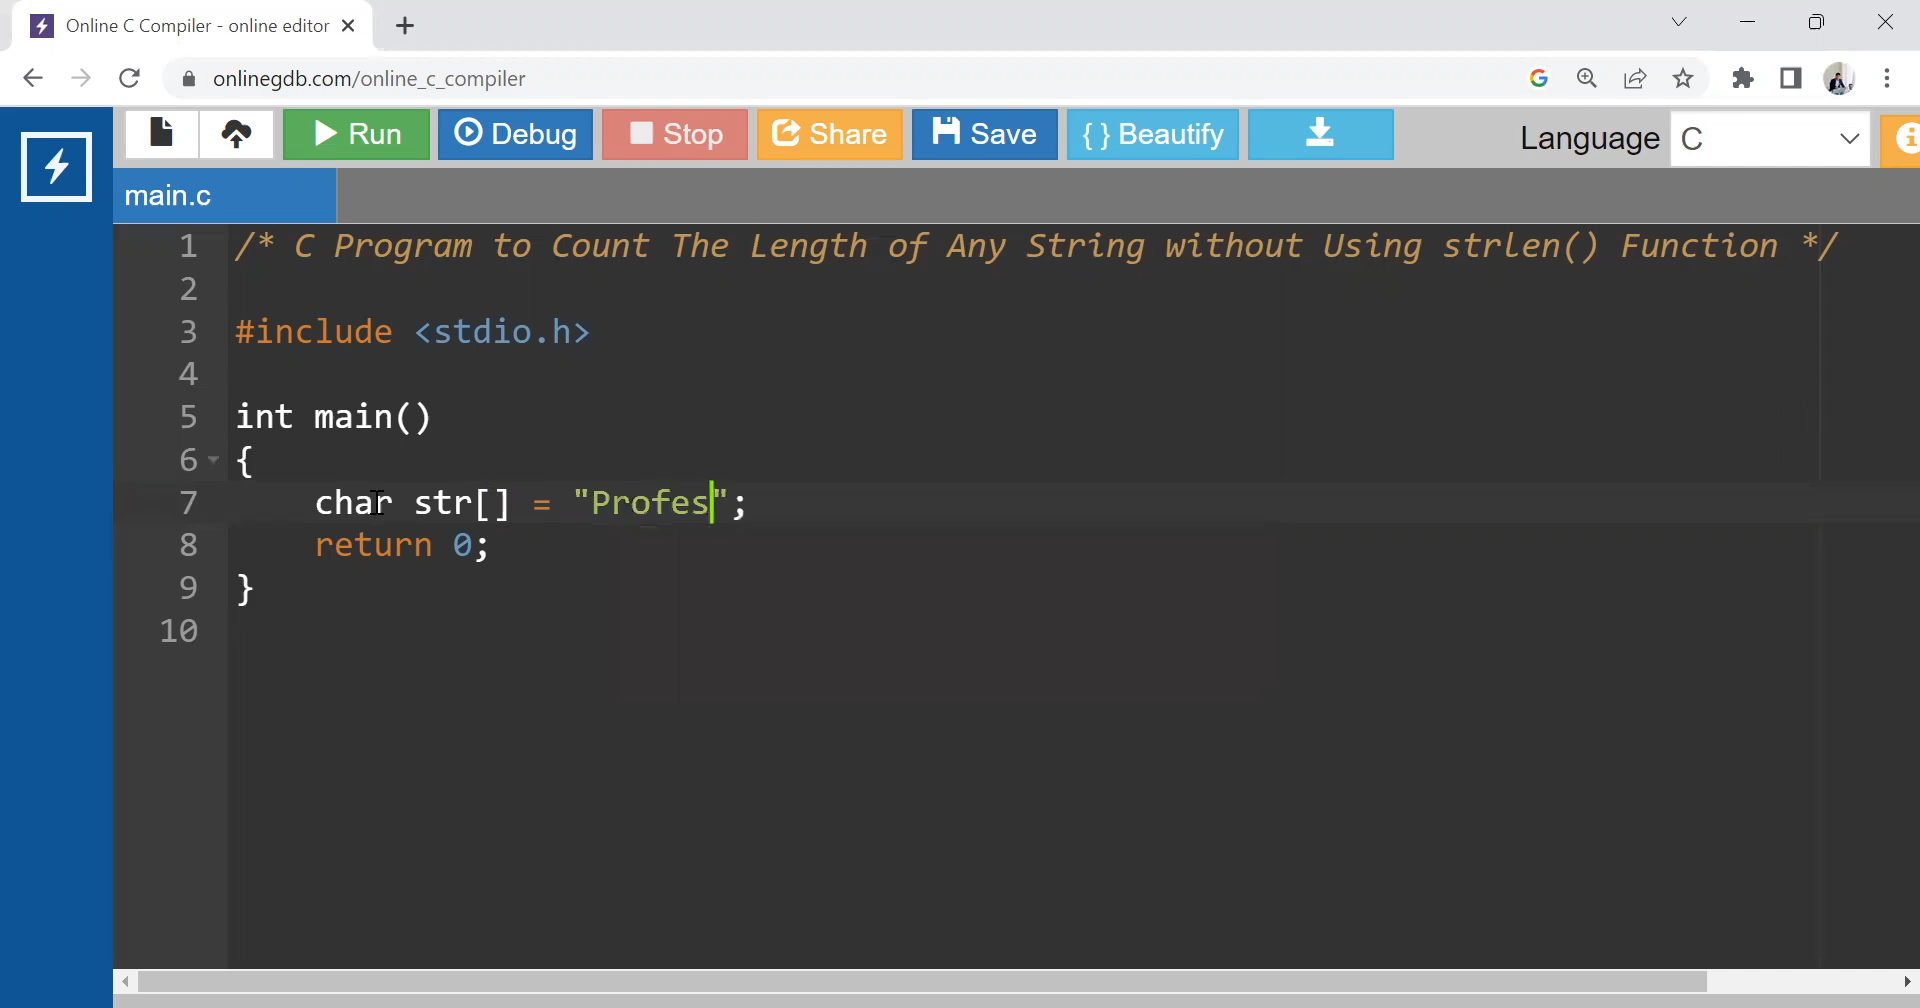 Online C Compiler - online editor
onlinegdb.com/online_c_compiler
Run Debug Stop Share Save { } Beautify Language C
main.c
1 /* C Program to Count The Length of Any String without Using strlen() Function */
2
3 #include <stdio.h>
4
5 int main()
6 {
7 char str[] = "Profes";
8 return 0;
9 }
10